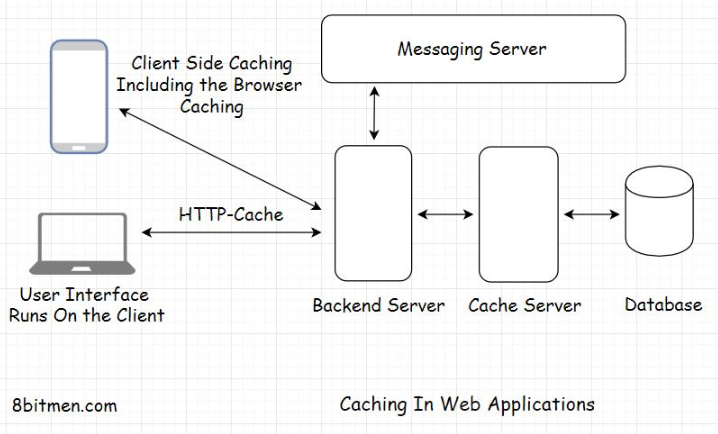 Messaging Server
Client Side Caching
Including the Browser
Caching
HTTP-Cache
User Interface
Runs On the Client
Backend Server
Cache Server
Database
8bitmen.com
Caching In Web Applications